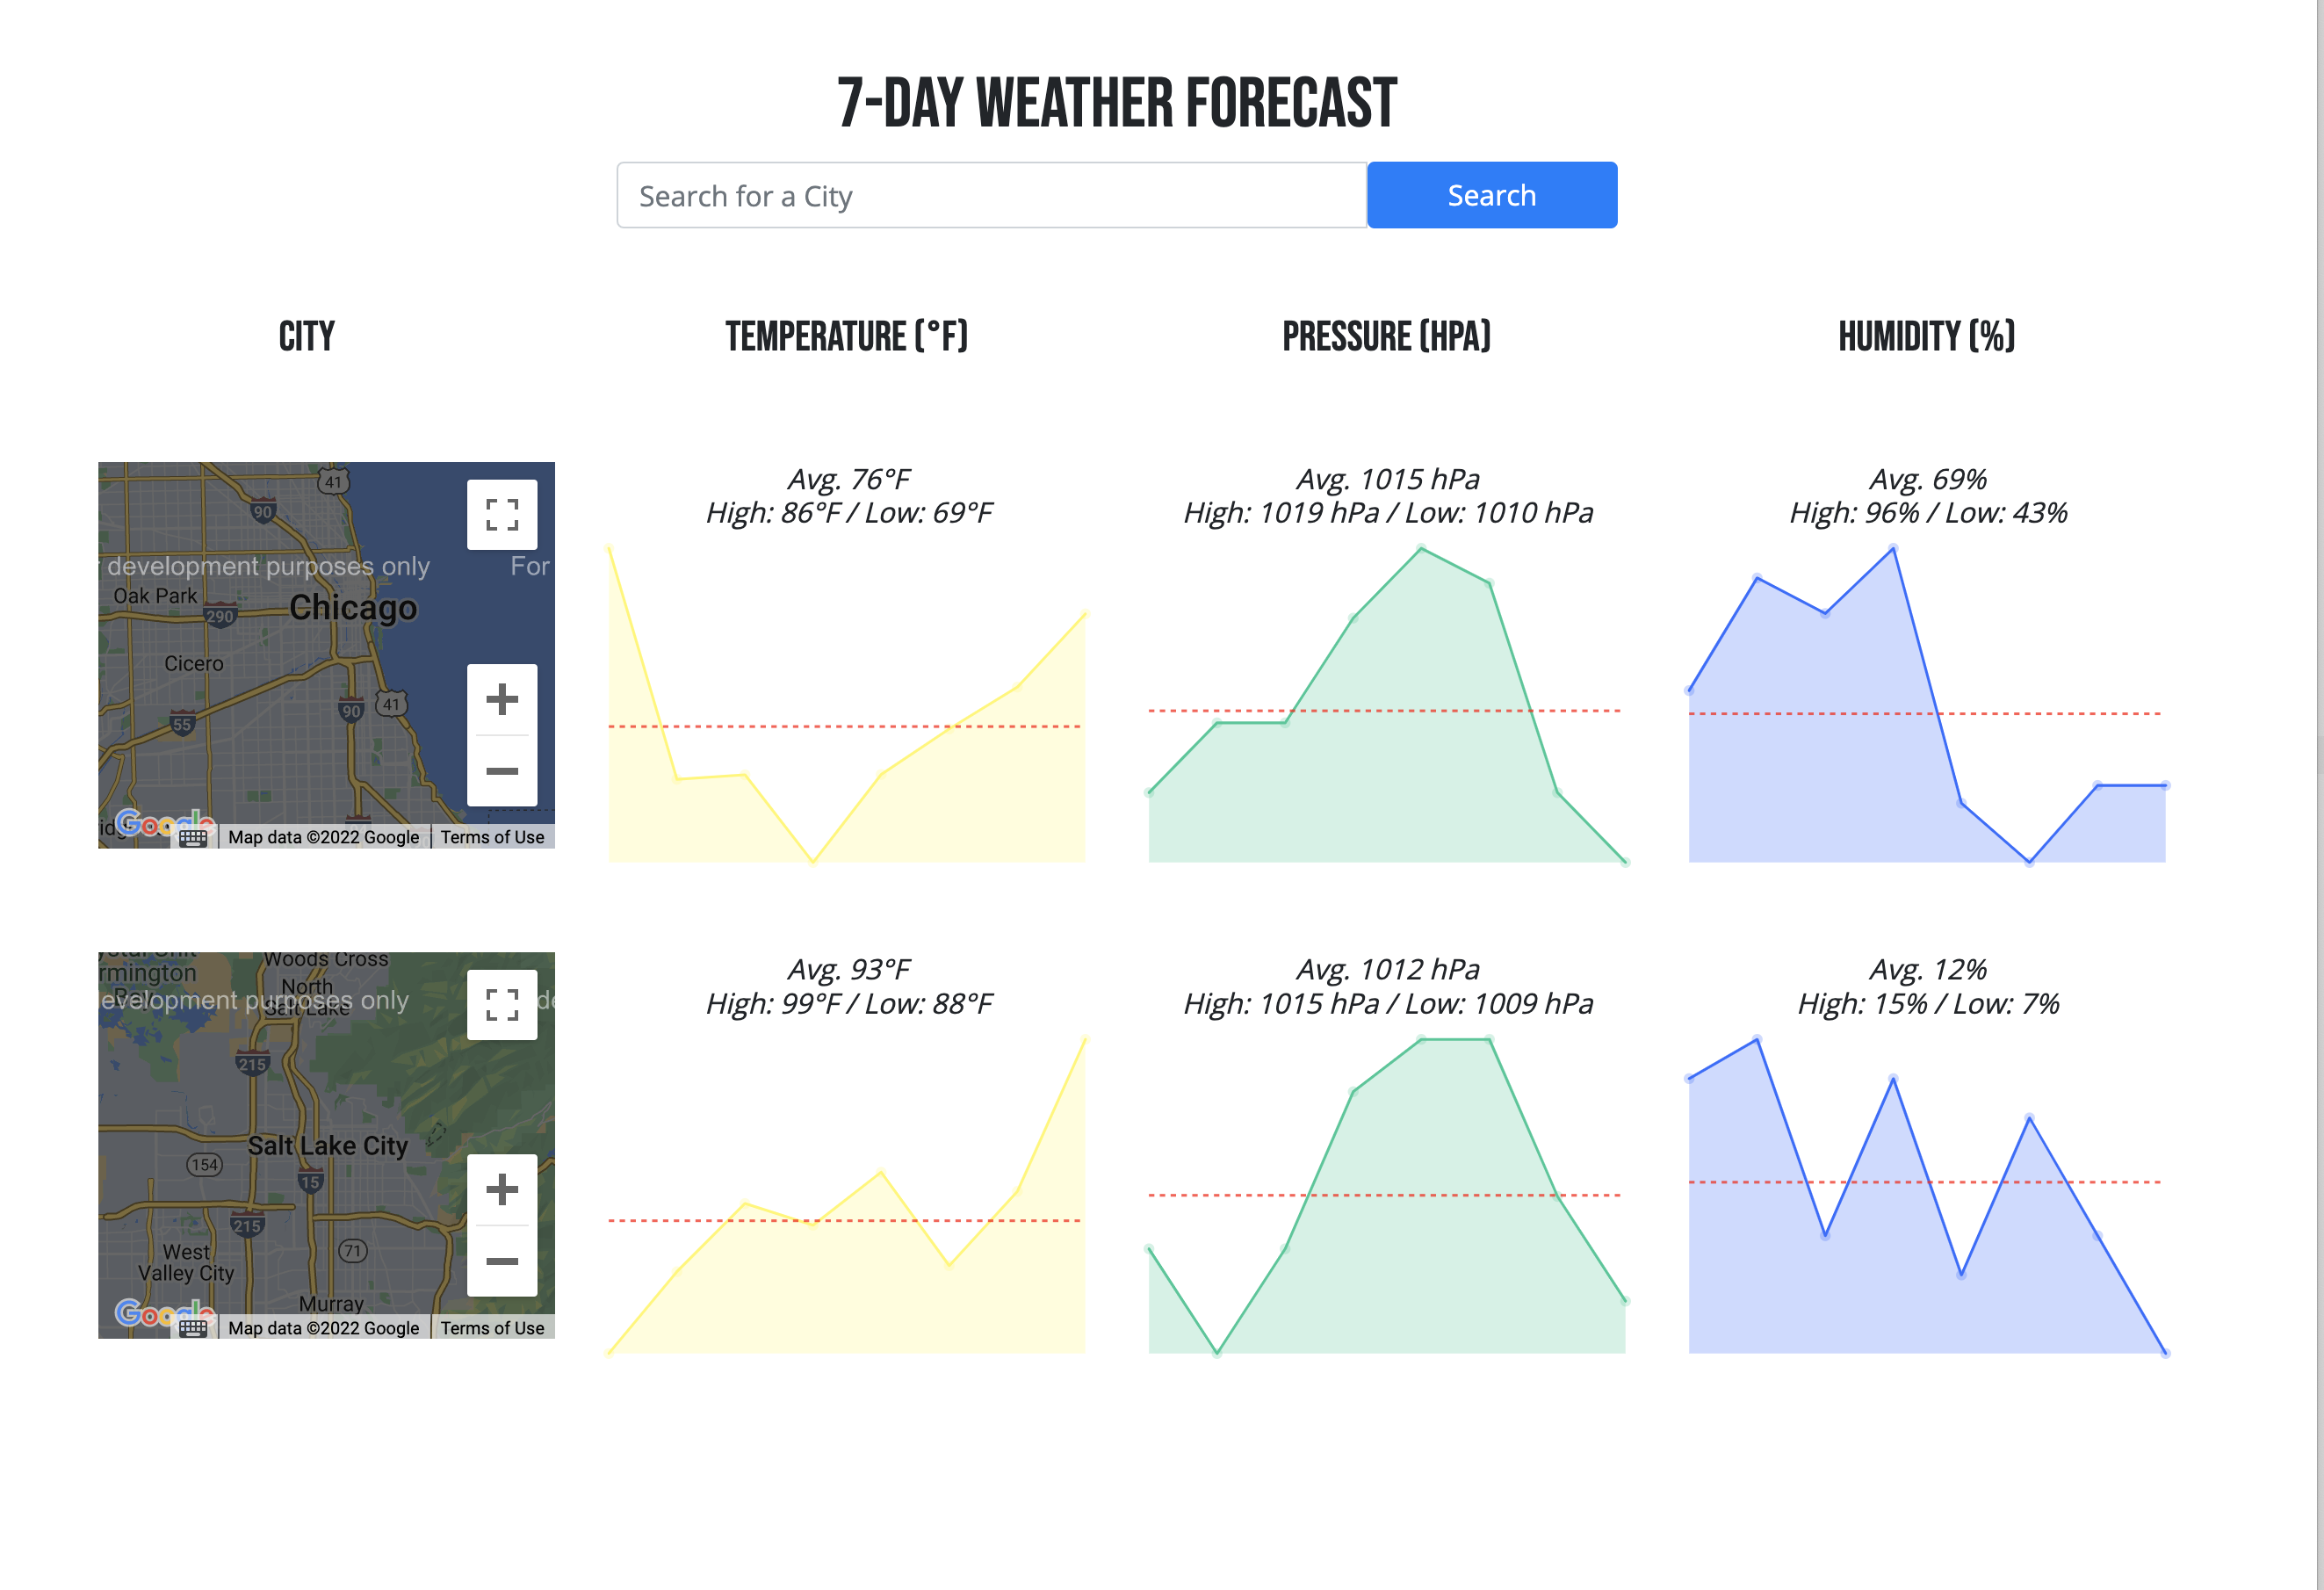 7-DAY WEATHER FORECAST
Search for a City
Search
CITY
TEMPERATURE (°F)
PRESSURE (HPA)
HUMIDITY (%)
41
90
development purposes only
For
Oak Park
290
Chicago
Cicero
55
90
41
Google
Map data ©2022 Google
Terms of Use
Avg. 76°F
High: 86°F / Low: 69°F
Avg. 1015 hPa
High: 1019 hPa / Low: 1010 hPa
Avg. 69%
High: 96% / Low: 43%
Woods Cross
rmington
Bay
North
Salt Lake
evelopment purposes only
de
215
Salt Lake City
154
15
215
West
Valley City
71
Murray
Google
Map data ©2022 Google
Terms of Use
Avg. 93°F
High: 99°F / Low: 88°F
Avg. 1012 hPa
High: 1015 hPa / Low: 1009 hPa
Avg. 12%
High: 15% / Low: 7%